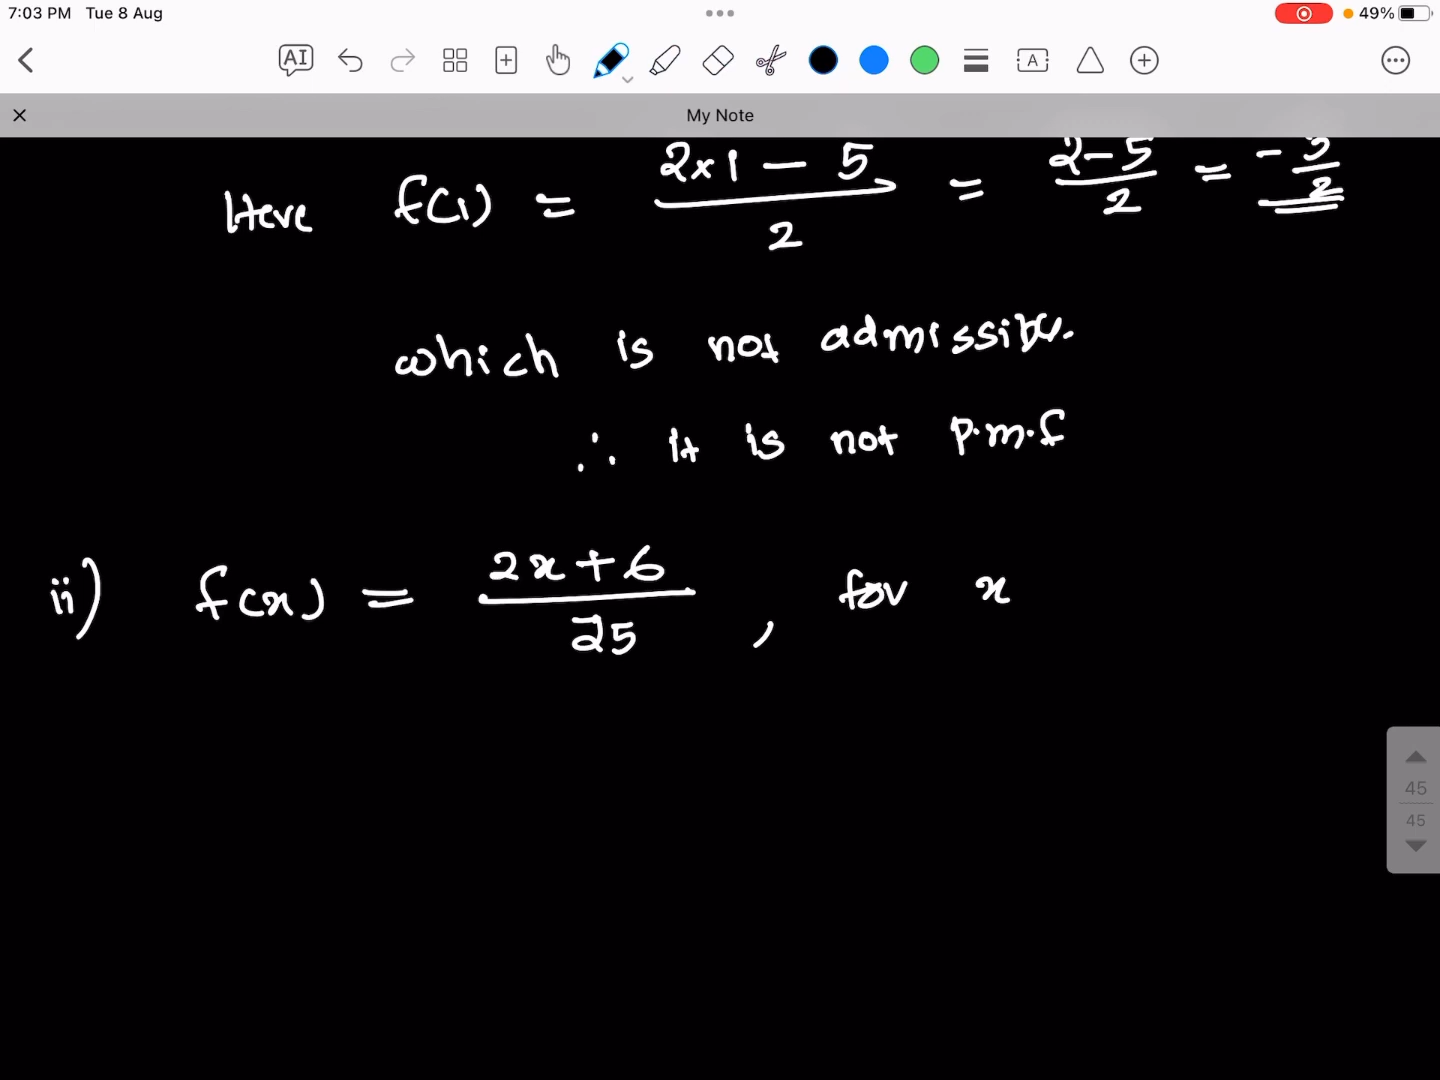 7:03 PM Tue 8 Aug
49%
AI
A
My Note
Here f(1) = (2×1 − 5)/2 = (2−5)/2 = −3/2
which is not admissible.
∴ it is not p.m.f
ii) f(x) = (2x+6)/25 , for x
45
45